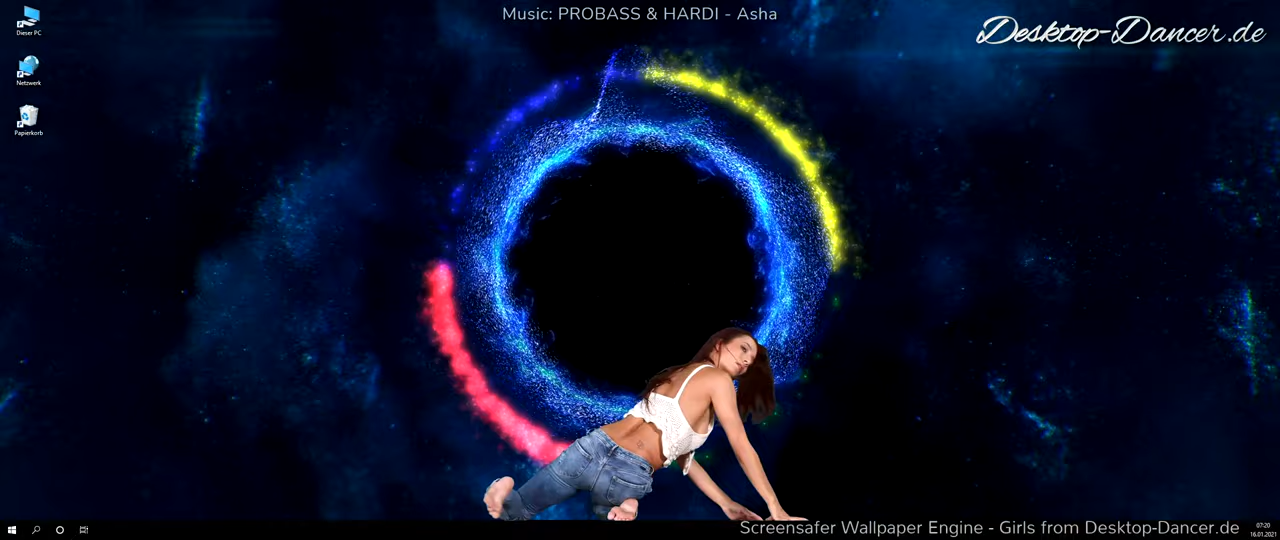 Music: PROBASS & HARDI - Asha
Desktop-Dancer.de
Dieser PC
Netzwerk
Papierkorb
Screensafer Wallpaper Engine - Girls from Desktop-Dancer.de
07:20
16.01.2021